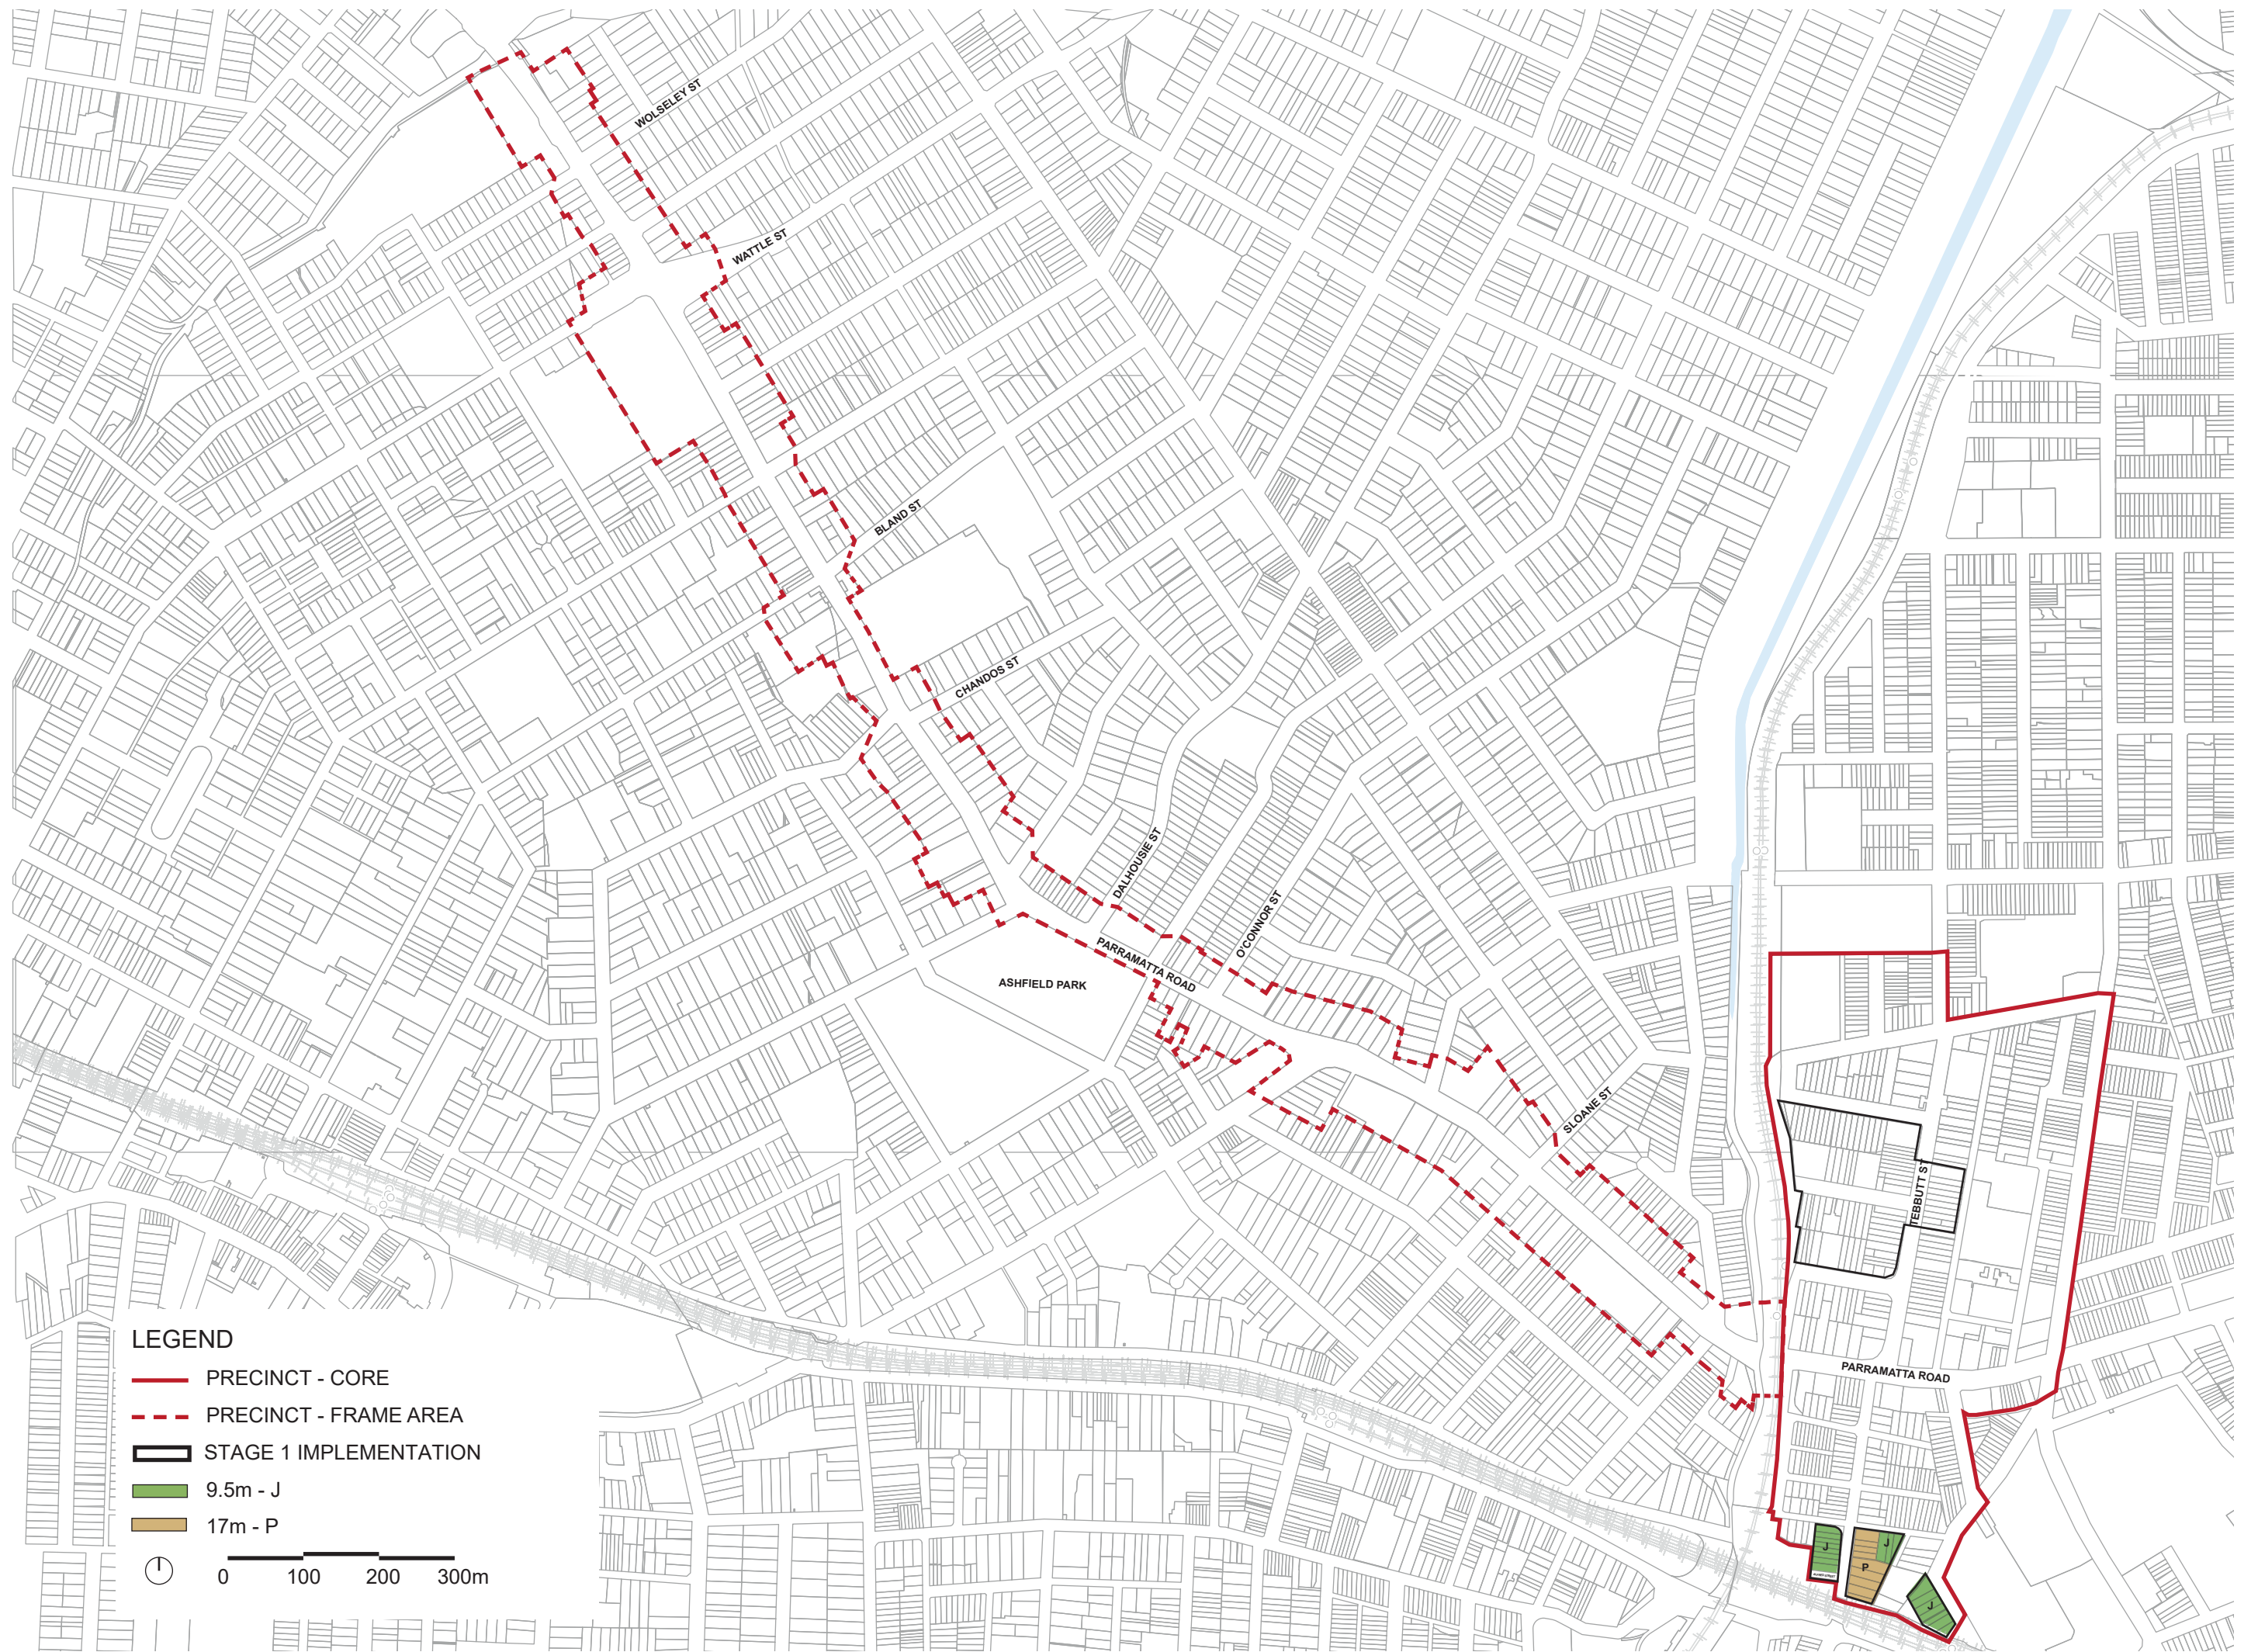 WOLSELEY ST
WATTLE ST
BLAND ST
CHANDOS ST
DALHOUSIE ST
O'CONNOR ST
PARRAMATTA ROAD
ASHFIELD PARK
SLOANE ST
TEBBUTT ST
PARRAMATTA ROAD
J
J
P
J
LEGEND
PRECINCT - CORE
PRECINCT - FRAME AREA
STAGE 1 IMPLEMENTATION
9.5m - J
17m - P
0 100 200 300m